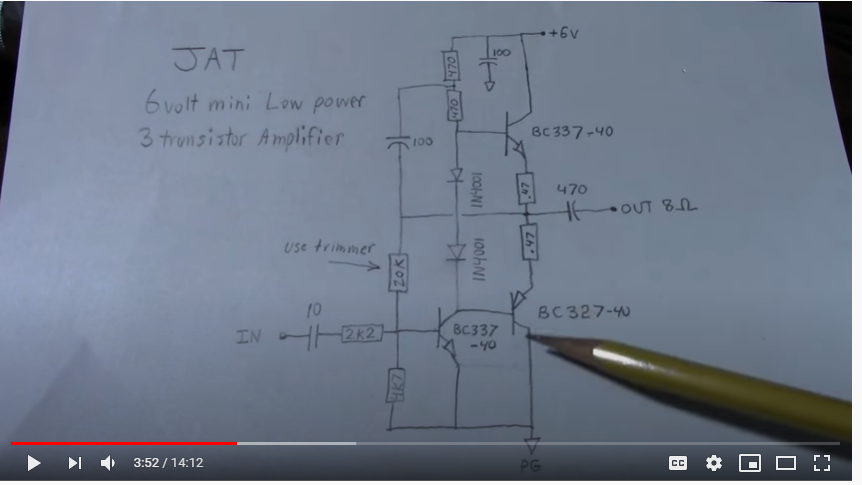 JAT
6 volt mini Low power
3 transistor Amplifier
470
100
+6V
470
100
BC337-40
1N4001
.47
470
OUT 8Ω
use trimmer
20K
1N4001
.47
10
IN
2K2
BC337
-40
BC327-40
4K7
PG
3:52 / 14:12
CC